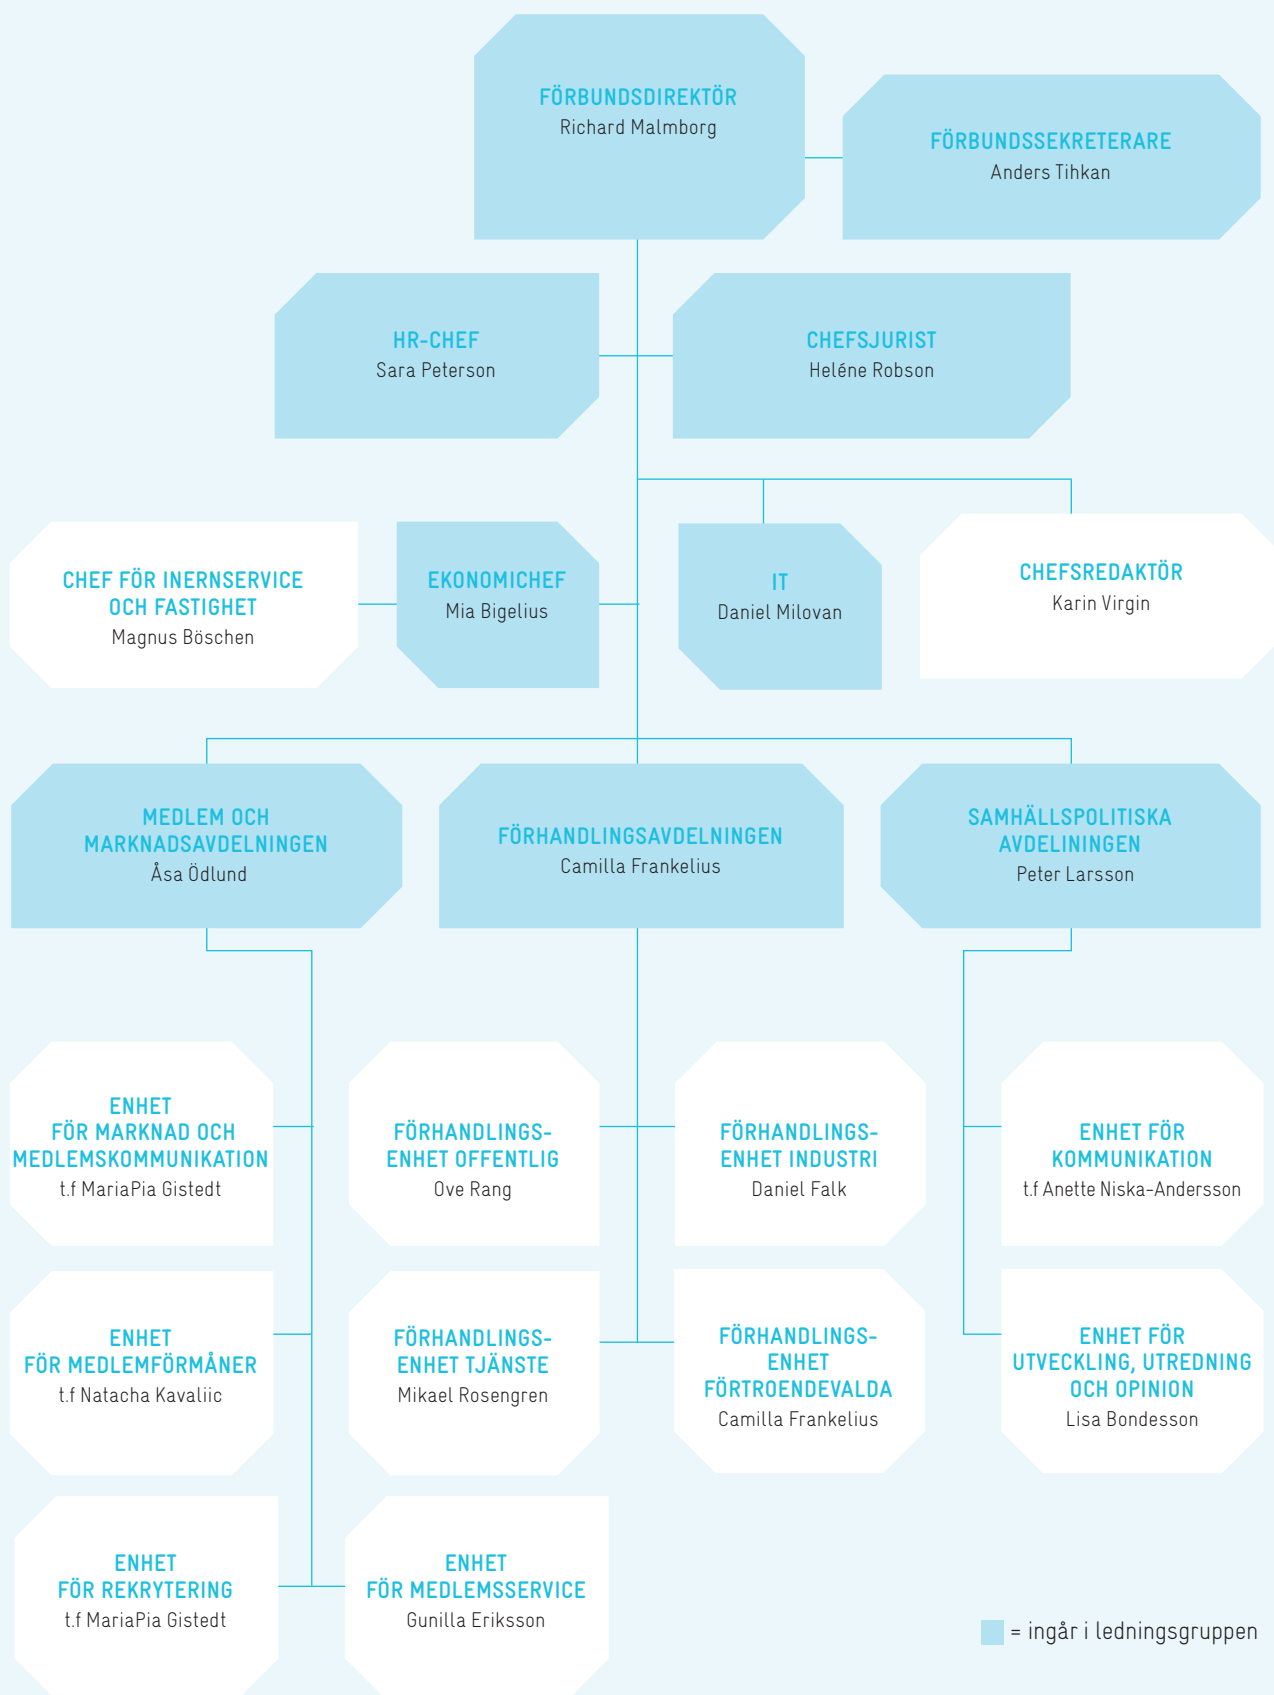 FÖRBUNDSDIREKTÖR
Richard Malmborg
FÖRBUNDSSEKRETERARE
Anders Tihkan
HR-CHEF
Sara Peterson
CHEFSJURIST
Heléne Robson
CHEF FÖR INERNSERVICE
OCH FASTIGHET
Magnus Böschen
EKONOMICHEF
Mia Bigelius
IT
Daniel Milovan
CHEFSREDAKTÖR
Karin Virgin
MEDLEM OCH
MARKNADSAVDELNINGEN
Åsa Ödlund
FÖRHANDLINGSAVDELNINGEN
Camilla Frankelius
SAMHÄLLSPOLITISKA
AVDELININGEN
Peter Larsson
ENHET
FÖR MARKNAD OCH
MEDLEMSKOMMUNIKATION
t.f MariaPia Gistedt
FÖRHANDLINGS-
ENHET OFFENTLIG
Ove Rang
FÖRHANDLINGS-
ENHET INDUSTRI
Daniel Falk
ENHET FÖR
KOMMUNIKATION
t.f Anette Niska-Andersson
ENHET
FÖR MEDLEMFÖRMÅNER
t.f Natacha Kavaliic
FÖRHANDLINGS-
ENHET TJÄNSTE
Mikael Rosengren
FÖRHANDLINGS-
ENHET
FÖRTROENDEVALDA
Camilla Frankelius
ENHET FÖR
UTVECKLING, UTREDNING
OCH OPINION
Lisa Bondesson
ENHET
FÖR REKRYTERING
t.f MariaPia Gistedt
ENHET
FÖR MEDLEMSSERVICE
Gunilla Eriksson
= ingår i ledningsgruppen